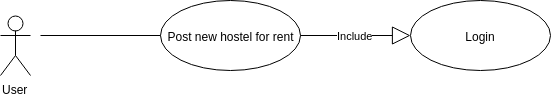 Post new hostel for rent
Include
Login
User